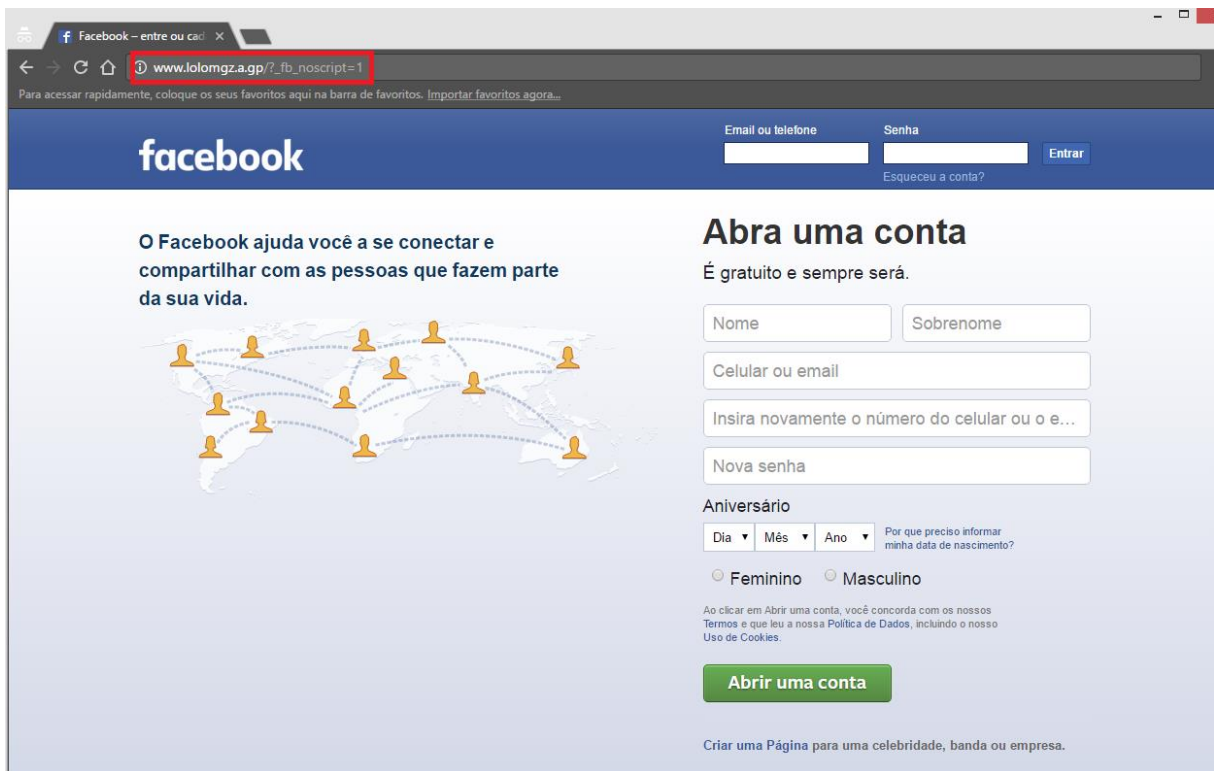 Facebook – entre ou cad
www.lolomgz.a.gp/?_fb_noscript=1
Para acessar rapidamente, coloque os seus favoritos aqui na barra de favoritos. Importar favoritos agora...
facebook
Email ou telefone
Senha
Entrar
Esqueceu a conta?
O Facebook ajuda você a se conectar e
compartilhar com as pessoas que fazem parte
da sua vida.
Abra uma conta
É gratuito e sempre será.
Nome
Sobrenome
Celular ou email
Insira novamente o número do celular ou o e...
Nova senha
Aniversário
Dia
Mês
Ano
Por que preciso informar
minha data de nascimento?
Feminino
Masculino
Ao clicar em Abrir uma conta, você concorda com os nossos
Termos e que leu a nossa Política de Dados, incluindo o nosso
Uso de Cookies.
Abrir uma conta
Criar uma Página para uma celebridade, banda ou empresa.